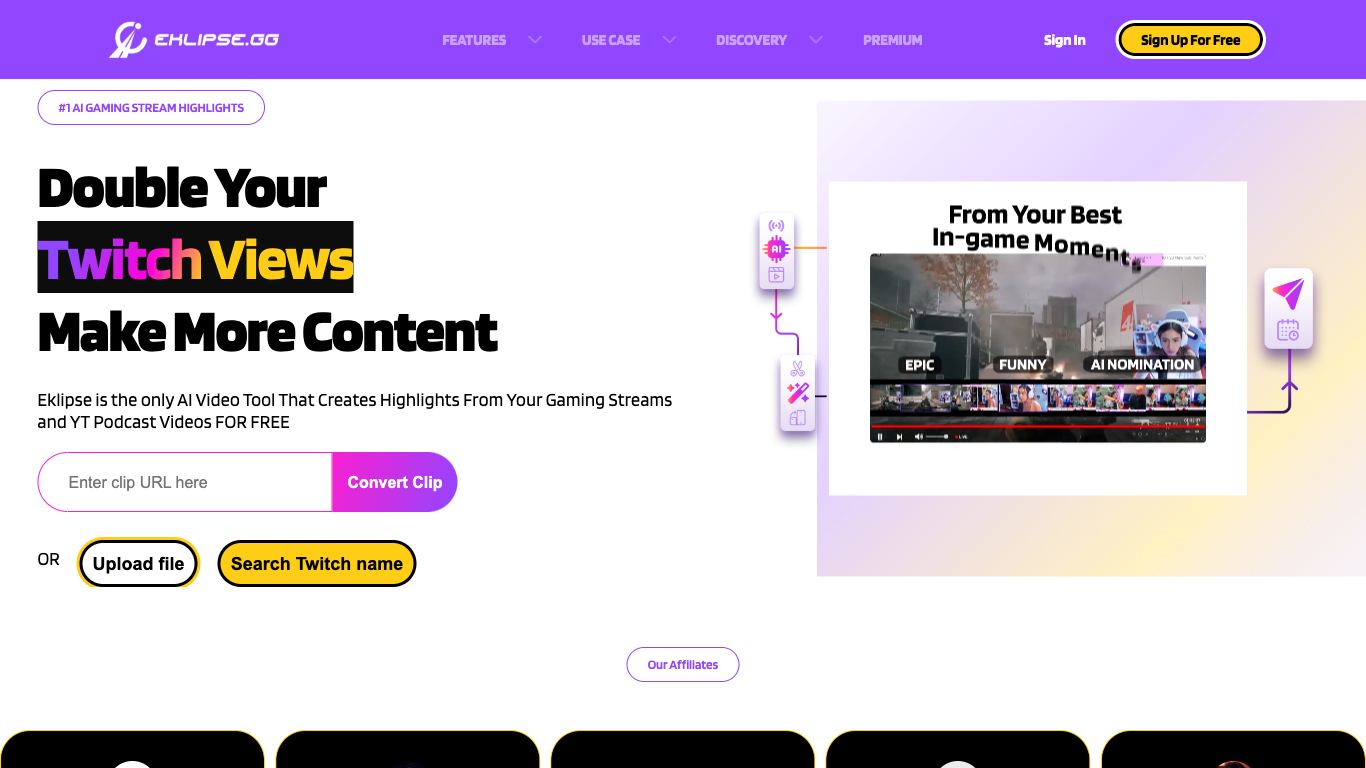 EKLIPSE.GG
FEATURES
USE CASE
DISCOVERY
PREMIUM
Sign In
Sign Up For Free
#1 AI GAMING STREAM HIGHLIGHTS
Double Your
Twitch Views
Make More Content
Eklipse is the only AI Video Tool That Creates Highlights From Your Gaming Streams
and YT Podcast Videos FOR FREE
Enter clip URL here
Convert Clip
OR
Upload file
Search Twitch name
AI
From Your Best
In-game Moments
EPIC
FUNNY
AI NOMINATION
LIVE
Our Affiliates